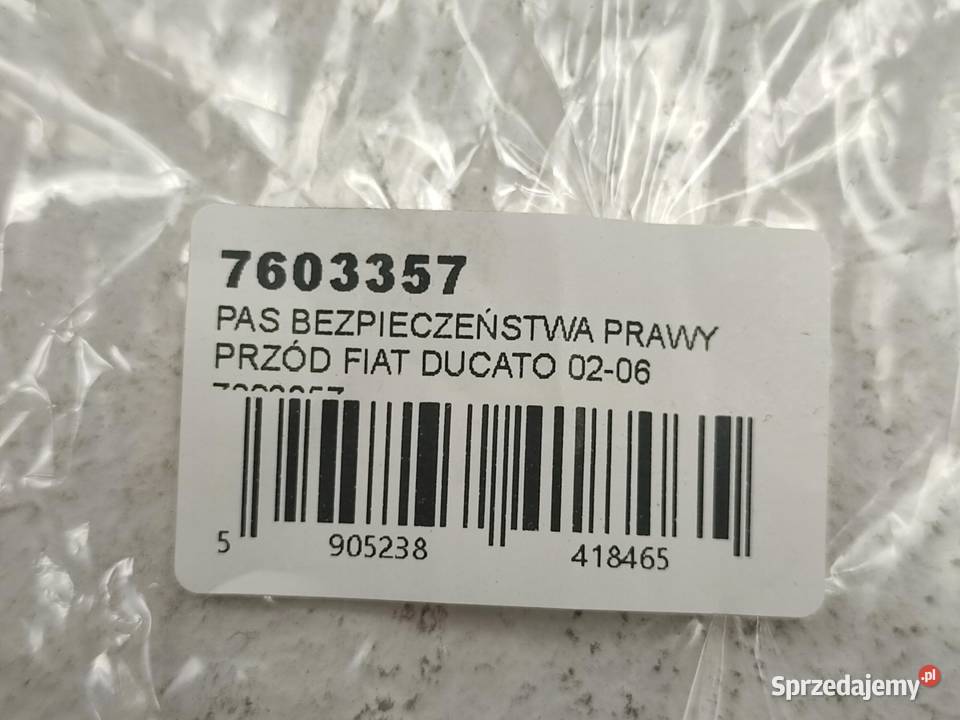 7603357
PAS BEZPIECZEŃSTWA PRAWY
PRZÓD FIAT DUCATO 02-06
5 905238 418465
Sprzedajemy.pl